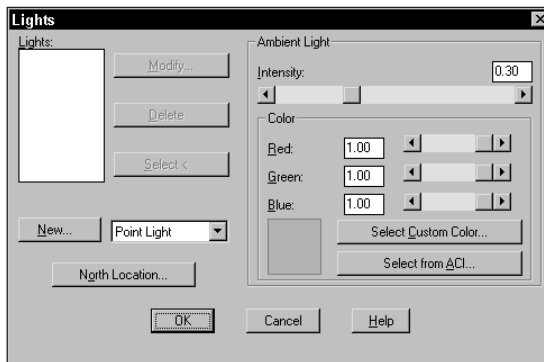 Lights
Lights:
Modify...
Delete
Select <
New...
Point Light
North Location...
Ambient Light
Intensity:
0.30
Color
Red:
1.00
Green:
1.00
Blue:
1.00
Select Custom Color...
Select from ACI...
OK
Cancel
Help